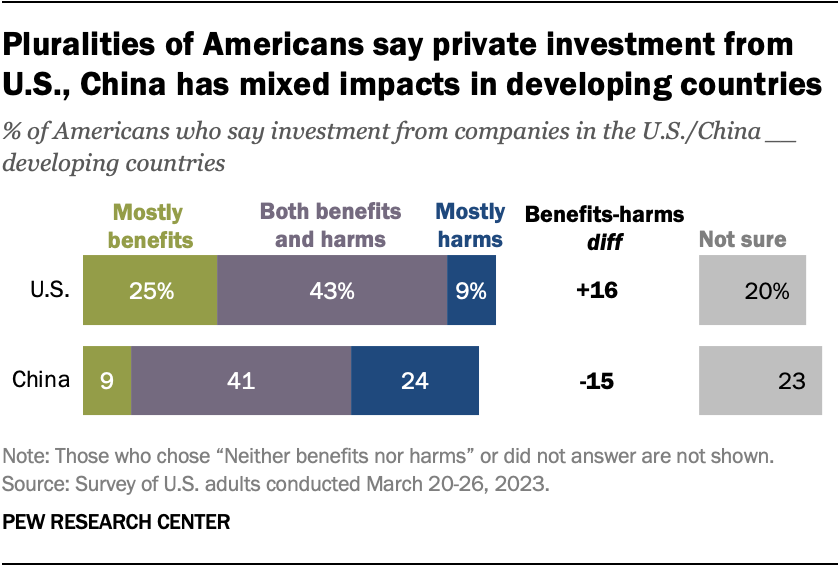 Pluralities of Americans say private investment from
U.S., China has mixed impacts in developing countries
% of Americans who say investment from companies in the U.S./China __
developing countries
Mostly benefits
Both benefits and harms
Mostly harms
Benefits-harms diff
Not sure
U.S. 25% 43% 9% +16 20%
China 9 41 24 -15 23
Note: Those who chose “Neither benefits nor harms” or did not answer are not shown.
Source: Survey of U.S. adults conducted March 20-26, 2023.
PEW RESEARCH CENTER